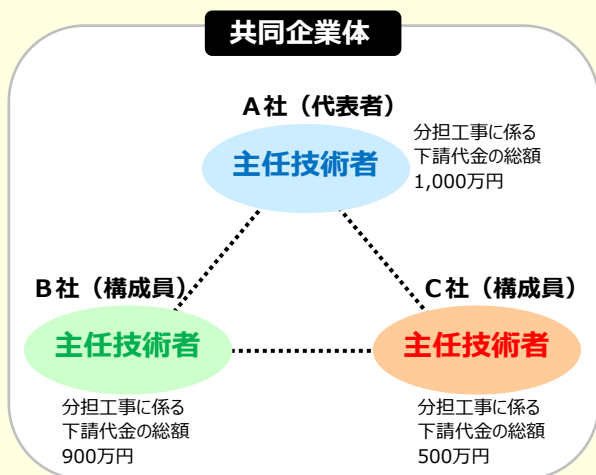 共同企業体
A社（代表者）
主任技術者
分担工事に係る
下請代金の総額
1,000万円
B社（構成員）
主任技術者
分担工事に係る
下請代金の総額
900万円
C社（構成員）
主任技術者
分担工事に係る
下請代金の総額
500万円